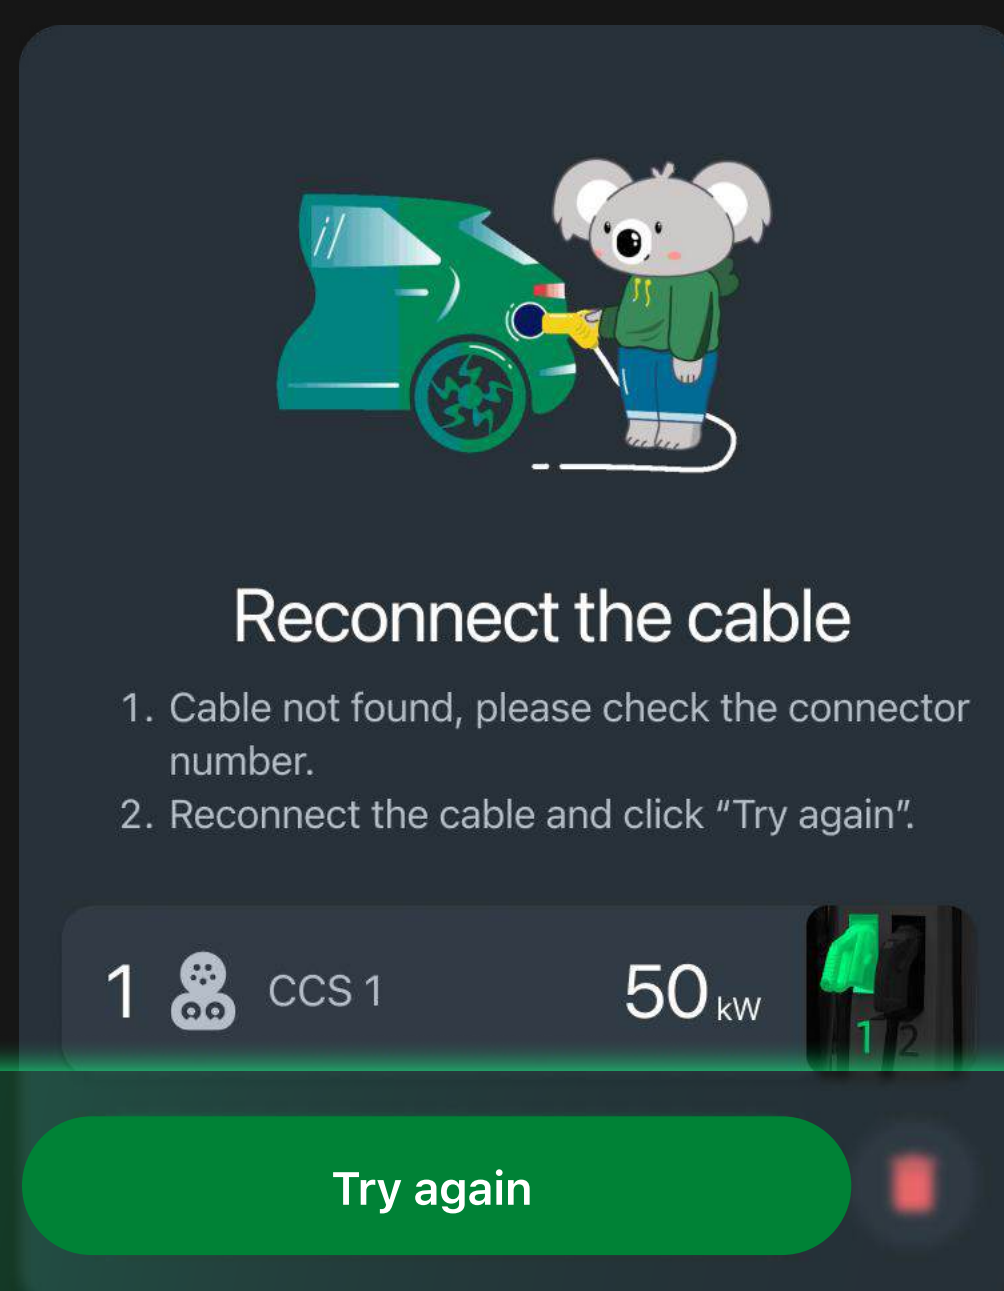 Reconnect the cable
1. Cable not found, please check the connector
number.
2. Reconnect the cable and click “Try again”.
1 CCS 1 50 kW
1 2
Try again